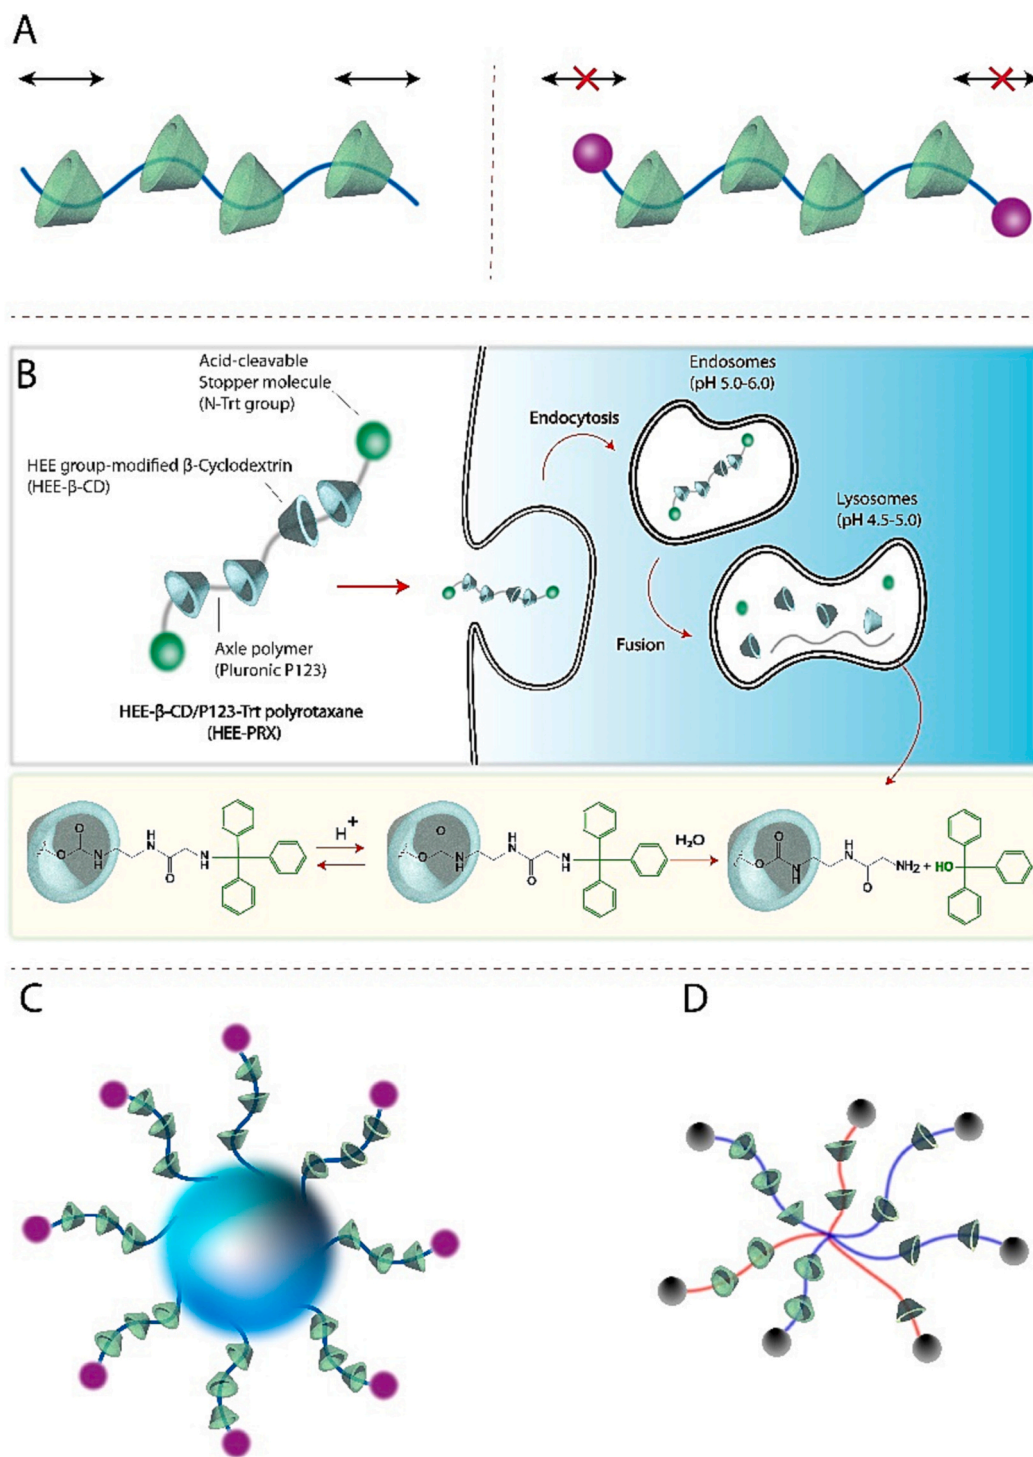 A
B
Acid-cleavable
Stopper molecule
(N-Trt group)
HEE group-modified β-Cyclodextrin
(HEE-β-CD)
Axle polymer
(Pluronic P123)
HEE-β-CD/P123-Trt polyrotaxane
(HEE-PRX)
Endocytosis
Endosomes
(pH 5.0-6.0)
Lysosomes
(pH 4.5-5.0)
Fusion
O
O
N
H
H
N
O
NH
H+
O
O
N
H
H
N
O
NH
H₂O
O
O
N
H
H
N
O
NH₂ +
HO
C
D